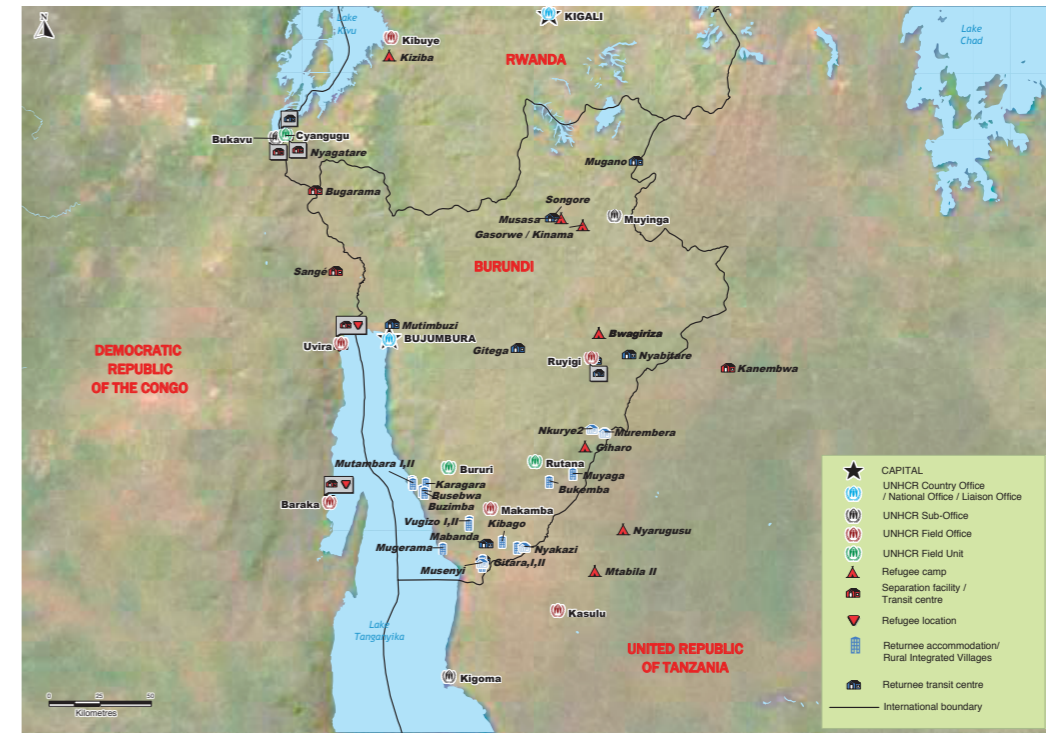 N
Lake
Kivu
KIGALI
Lake
Chad
Kibuye
Kiziba
RWANDA
Bukavu
Cyangugu
Nyagatare
Mugano
Bugarama
Songore
Musasa
Muyinga
Gasorwe / Kinama
Sangé
BURUNDI
Mutimbuzi
BUJUMBURA
Bwagiriza
Uvira
Gitega
Nyabitare
DEMOCRATIC
REPUBLIC
OF THE CONGO
Ruyigi
Kanembwa
Nkurye2
Murembera
Giharo
Mutambara I,II
Bururi
Rutana
Muyaga
Karagara
Bukemba
Busebwa
Buzimba
Baraka
Makamba
Vugizo I,II
Kibago
Nyarugusu
Mabanda
Mugerama
Nyakazi
Musenyi
Gitara,I,II
Mtabila II
Kasulu
Lake
Tanganyika
UNITED REPUBLIC
OF TANZANIA
Kigoma
0 25 50
Kilometres
CAPITAL
UNHCR Country Office
/ National Office / Liaison Office
UNHCR Sub-Office
UNHCR Field Office
UNHCR Field Unit
Refugee camp
Separation facility /
Transit centre
Refugee location
Returnee accommodation/
Rural Integrated Villages
Returnee transit centre
International boundary